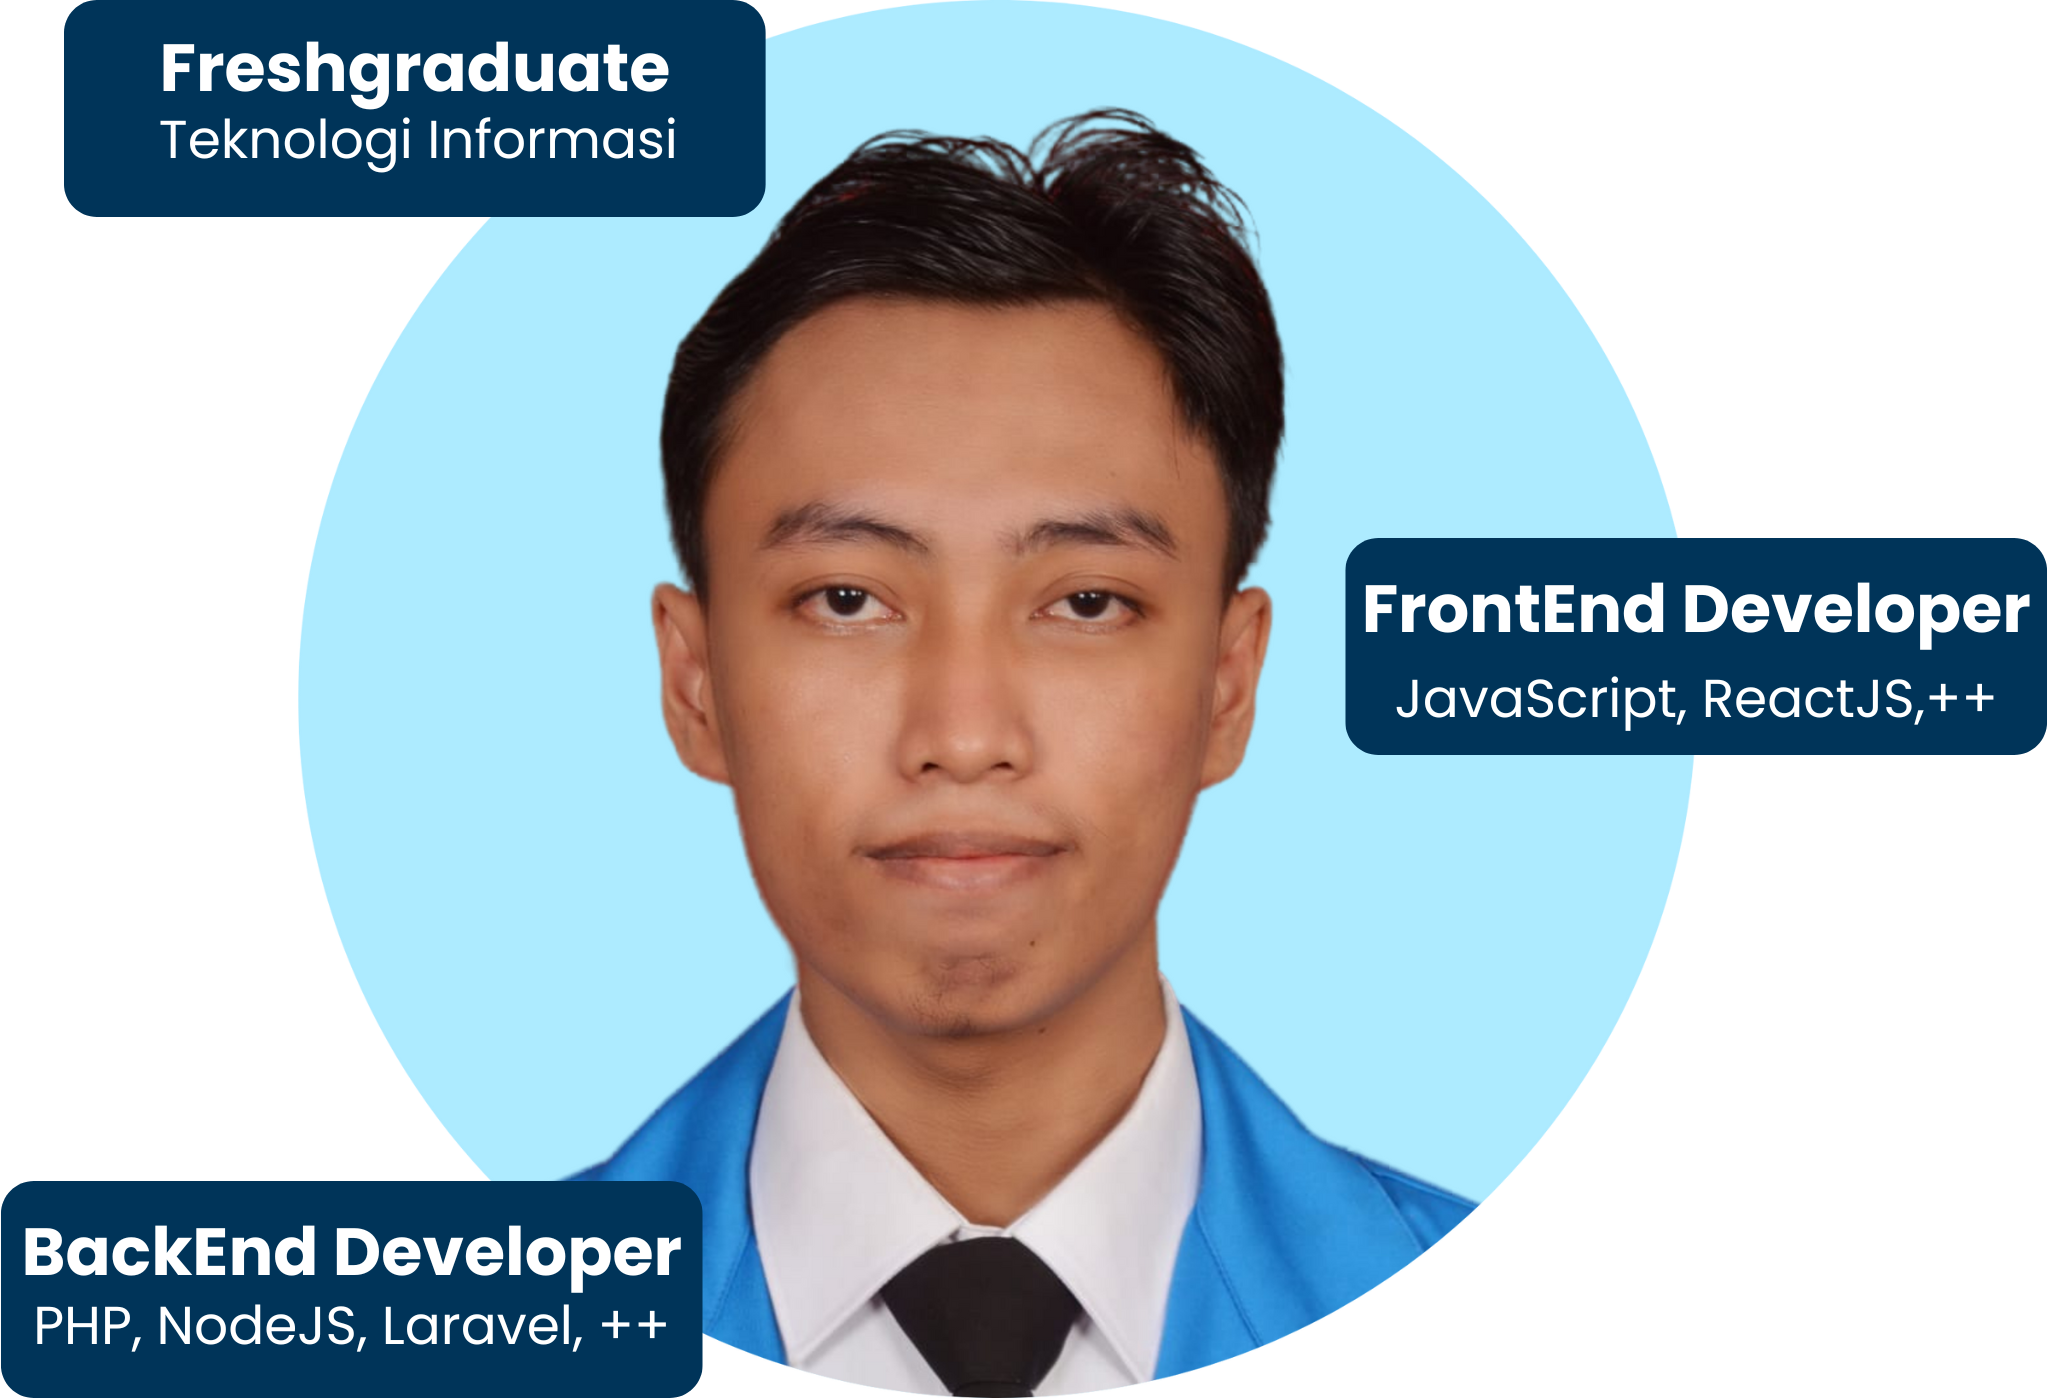 Freshgraduate
Teknologi Informasi
FrontEnd Developer
JavaScript, ReactJS,++
BackEnd Developer
PHP, NodeJS, Laravel, ++